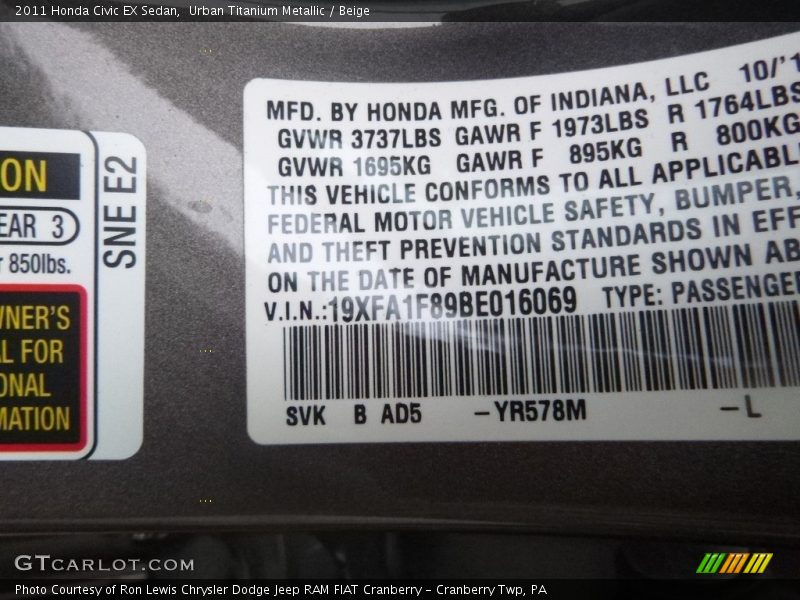 2011 Honda Civic EX Sedan, Urban Titanium Metallic / Beige
ON
EAR 3
850lbs.
WNER'S
AL FOR
ONAL
MATION
SNE E2
MFD. BY HONDA MFG. OF INDIANA, LLC 10/'1
GVWR 3737LBS GAWR F 1973LBS R 1764LBS
GVWR 1695KG GAWR F 895KG R 800KG
THIS VEHICLE CONFORMS TO ALL APPLICABL
FEDERAL MOTOR VEHICLE SAFETY, BUMPER,
AND THEFT PREVENTION STANDARDS IN EFF
ON THE DATE OF MANUFACTURE SHOWN AB
V.I.N.:19XFA1F89BE016069 TYPE: PASSENGER
SVK B AD5 -YR578M -L
GTCARLOT.COM
Photo Courtesy of Ron Lewis Chrysler Dodge Jeep RAM FIAT Cranberry - Cranberry Twp, PA